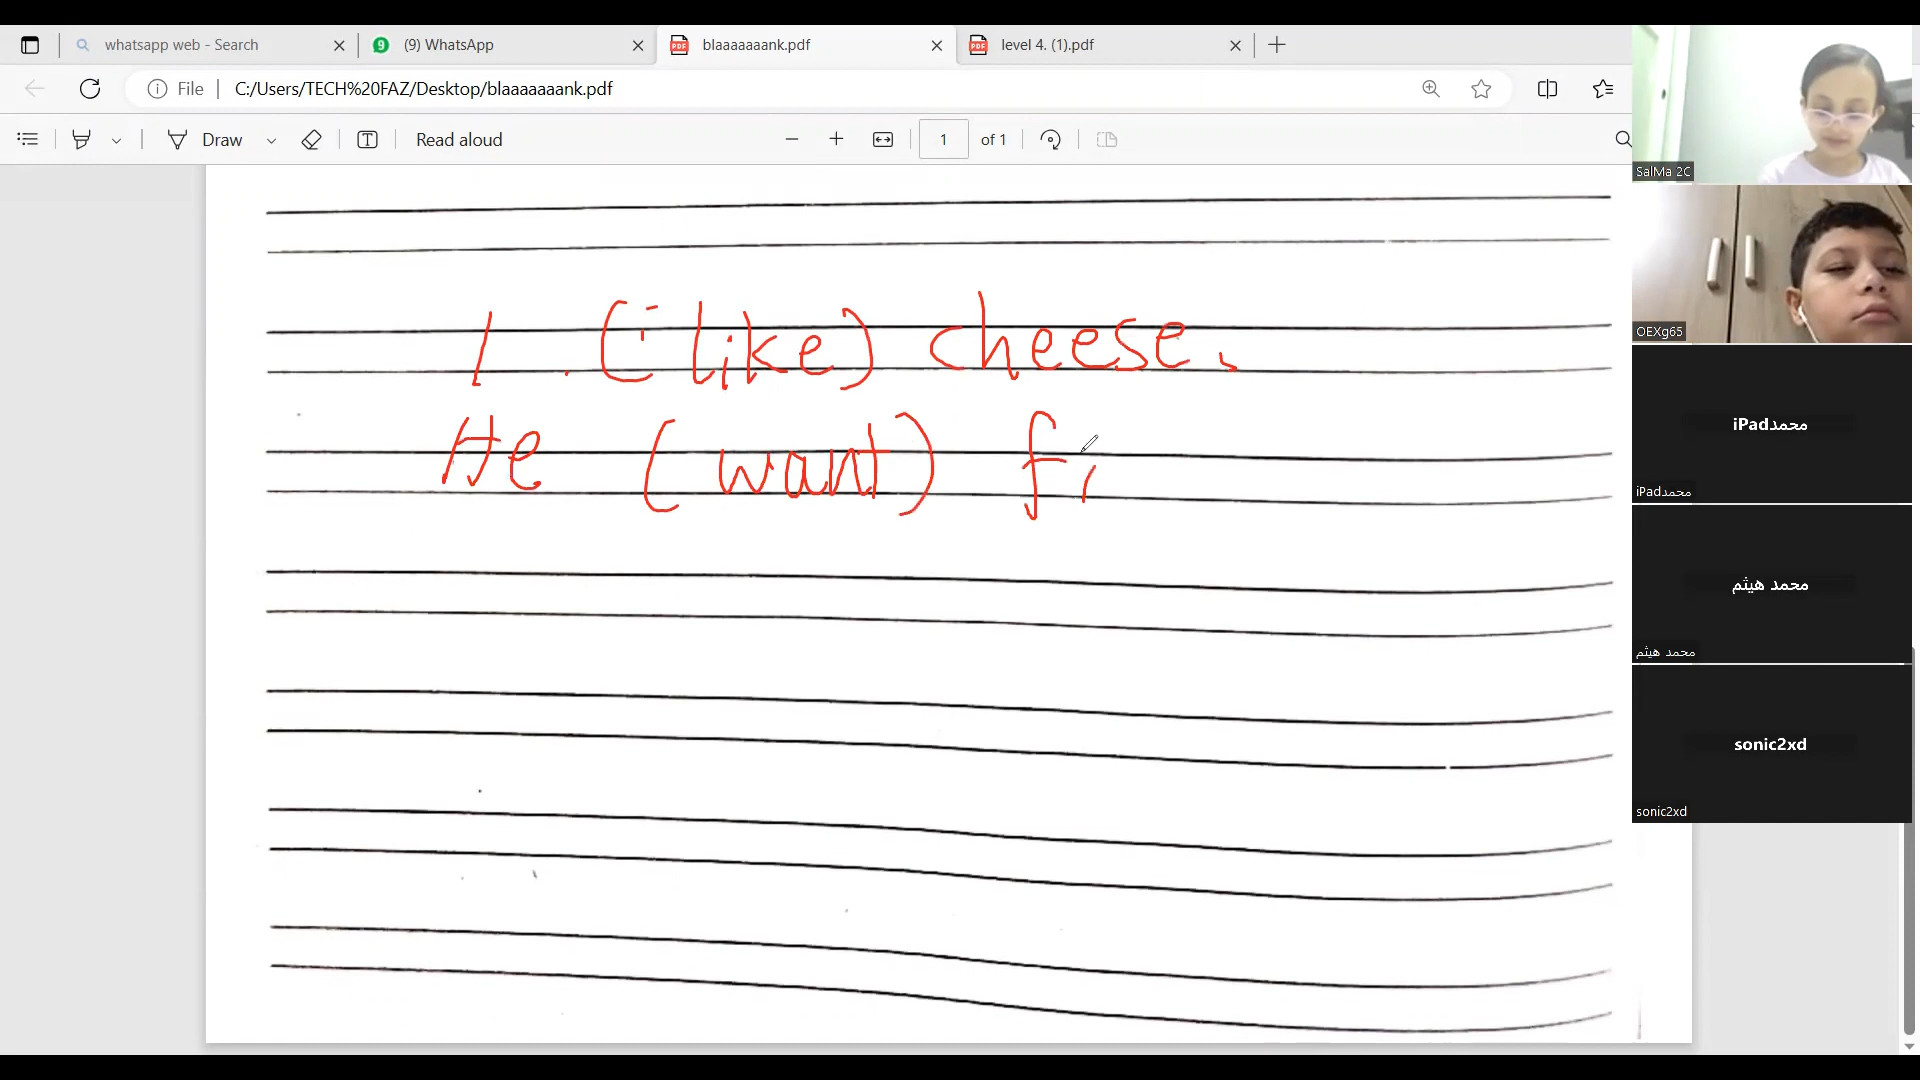 whatsapp web - Search
(9) WhatsApp
blaaaaaaank.pdf
level 4. (1).pdf
File
C:/Users/TECH%20FAZ/Desktop/blaaaaaaank.pdf
Draw
Read aloud
1
of 1
I . (i like) cheese.
He (want) fi
SalMa 2C
OEXg65
iPadمحمد
iPadمحمد
محمد هيثم
محمد هيثم
sonic2xd
sonic2xd